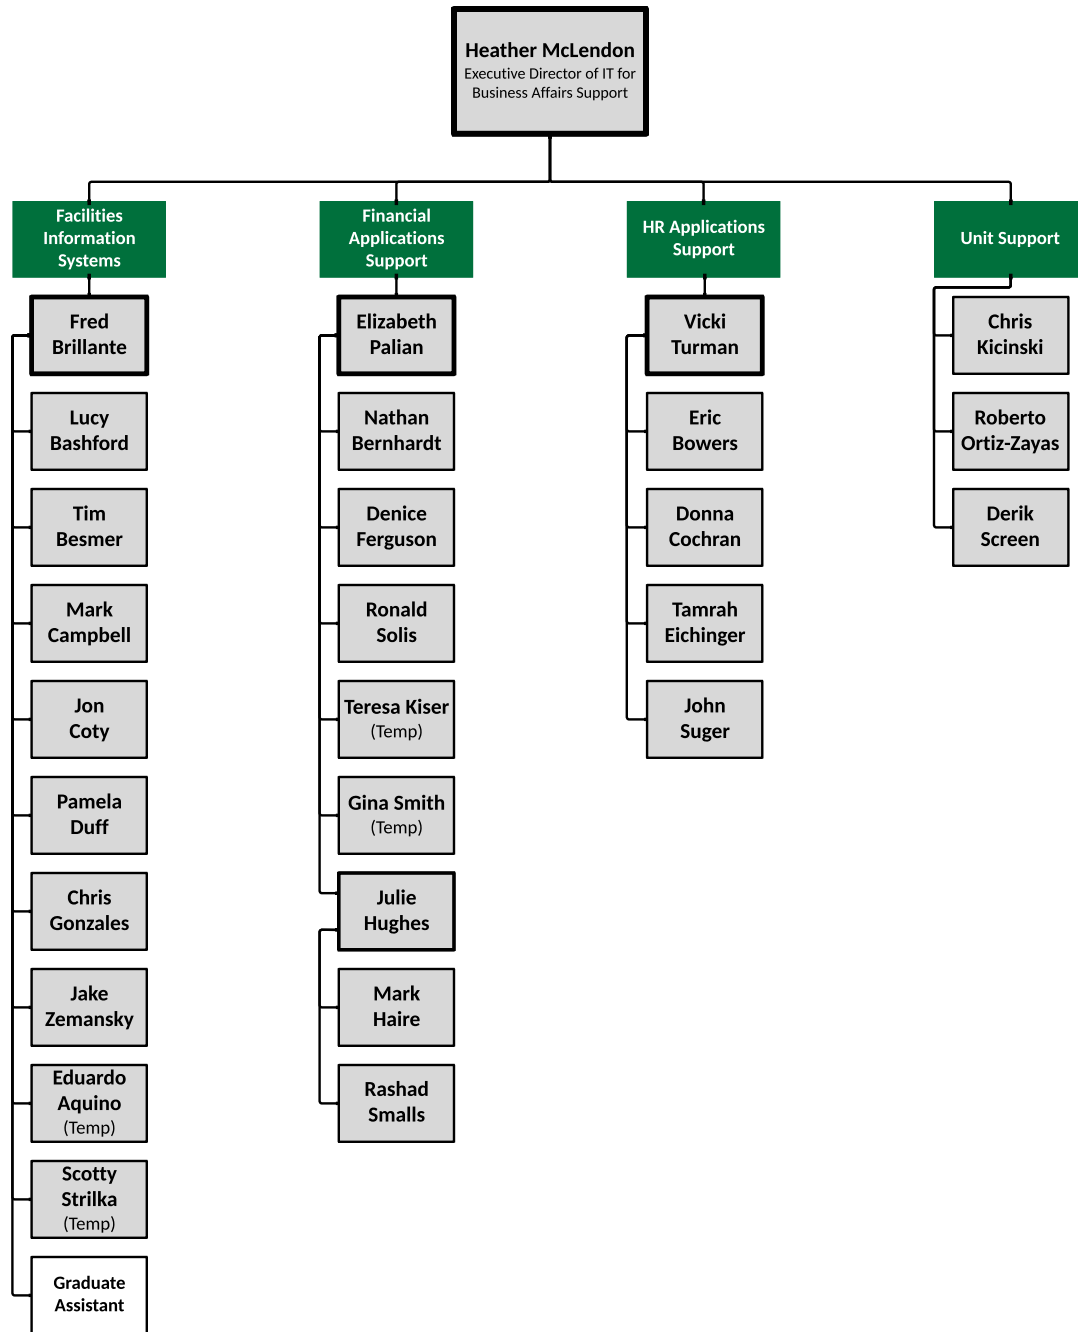 Heather McLendon
Executive Director of IT for
Business Affairs Support
Facilities
Information
Systems
Fred
Brillante
Lucy
Bashford
Tim
Besmer
Mark
Campbell
Jon
Coty
Pamela
Duff
Chris
Gonzales
Jake
Zemansky
Eduardo
Aquino
(Temp)
Scotty
Strilka
(Temp)
Graduate
Assistant
Financial
Applications
Support
Elizabeth
Palian
Nathan
Bernhardt
Denice
Ferguson
Ronald
Solis
Teresa Kiser
(Temp)
Gina Smith
(Temp)
Julie
Hughes
Mark
Haire
Rashad
Smalls
HR Applications
Support
Vicki
Turman
Eric
Bowers
Donna
Cochran
Tamrah
Eichinger
John
Suger
Unit Support
Chris
Kicinski
Roberto
Ortiz-Zayas
Derik
Screen